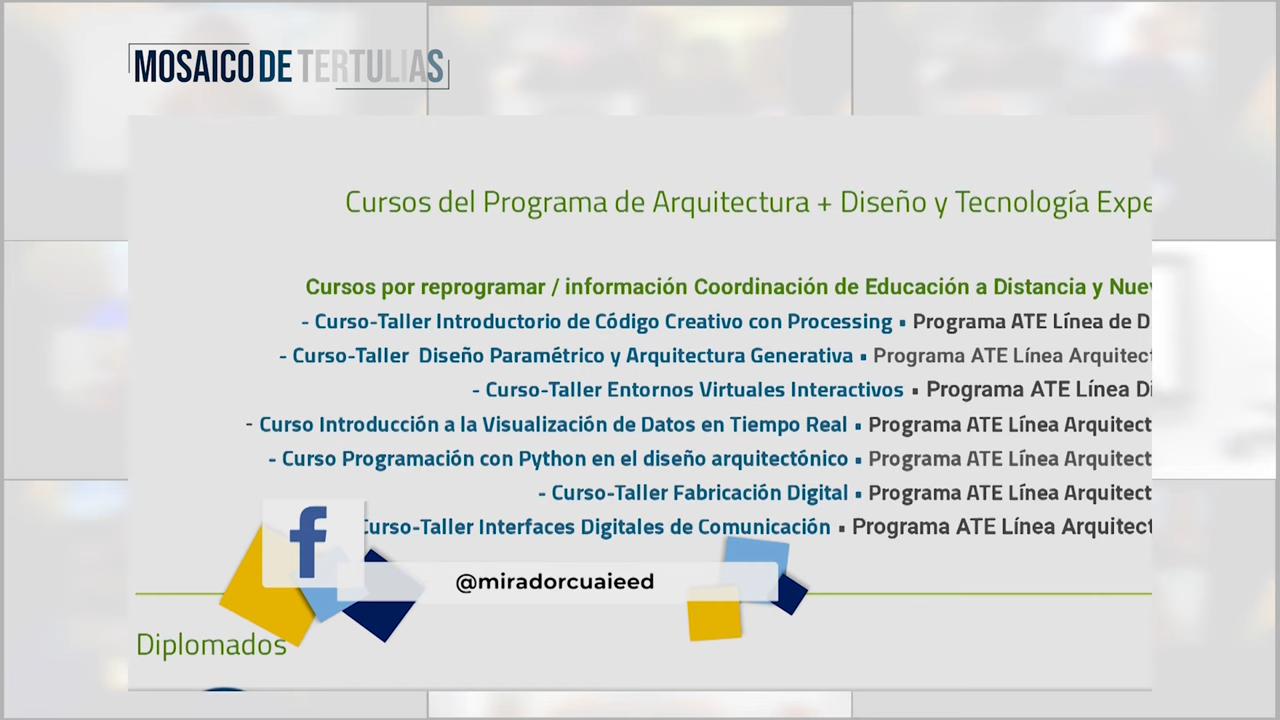 MOSAICO DE TERTULIAS
Cursos del Programa de Arquitectura + Diseño y Tecnología Expe
Cursos por reprogramar / información Coordinación de Educación a Distancia y Nuev
- Curso-Taller Introductorio de Código Creativo con Processing ▪ Programa ATE Línea de D
- Curso-Taller Diseño Paramétrico y Arquitectura Generativa ▪ Programa ATE Línea Arquitect
- Curso-Taller Entornos Virtuales Interactivos ▪ Programa ATE Línea Di
- Curso Introducción a la Visualización de Datos en Tiempo Real ▪ Programa ATE Línea Arquitect
- Curso Programación con Python en el diseño arquitectónico ▪ Programa ATE Línea Arquitect
- Curso-Taller Fabricación Digital ▪ Programa ATE Línea Arquitect
Curso-Taller Interfaces Digitales de Comunicación ▪ Programa ATE Línea Arquitect
f
@miradorcuaieed
Diplomados